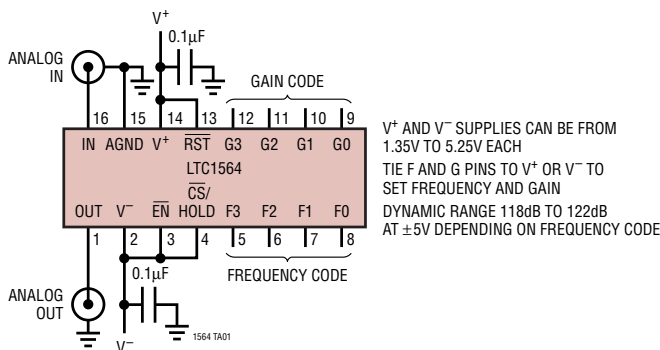 V+
0.1µF
ANALOG
IN
GAIN CODE
16 15 14 13 12 11 10 9
IN AGND V+ RST G3 G2 G1 G0
LTC1564
CS/
OUT V− EN HOLD F3 F2 F1 F0
1 2 3 4 5 6 7 8
0.1µF
FREQUENCY CODE
ANALOG
OUT
1564 TA01
V−
V+ AND V− SUPPLIES CAN BE FROM
1.35V TO 5.25V EACH
TIE F AND G PINS TO V+ OR V− TO
SET FREQUENCY AND GAIN
DYNAMIC RANGE 118dB TO 122dB
AT ±5V DEPENDING ON FREQUENCY CODE